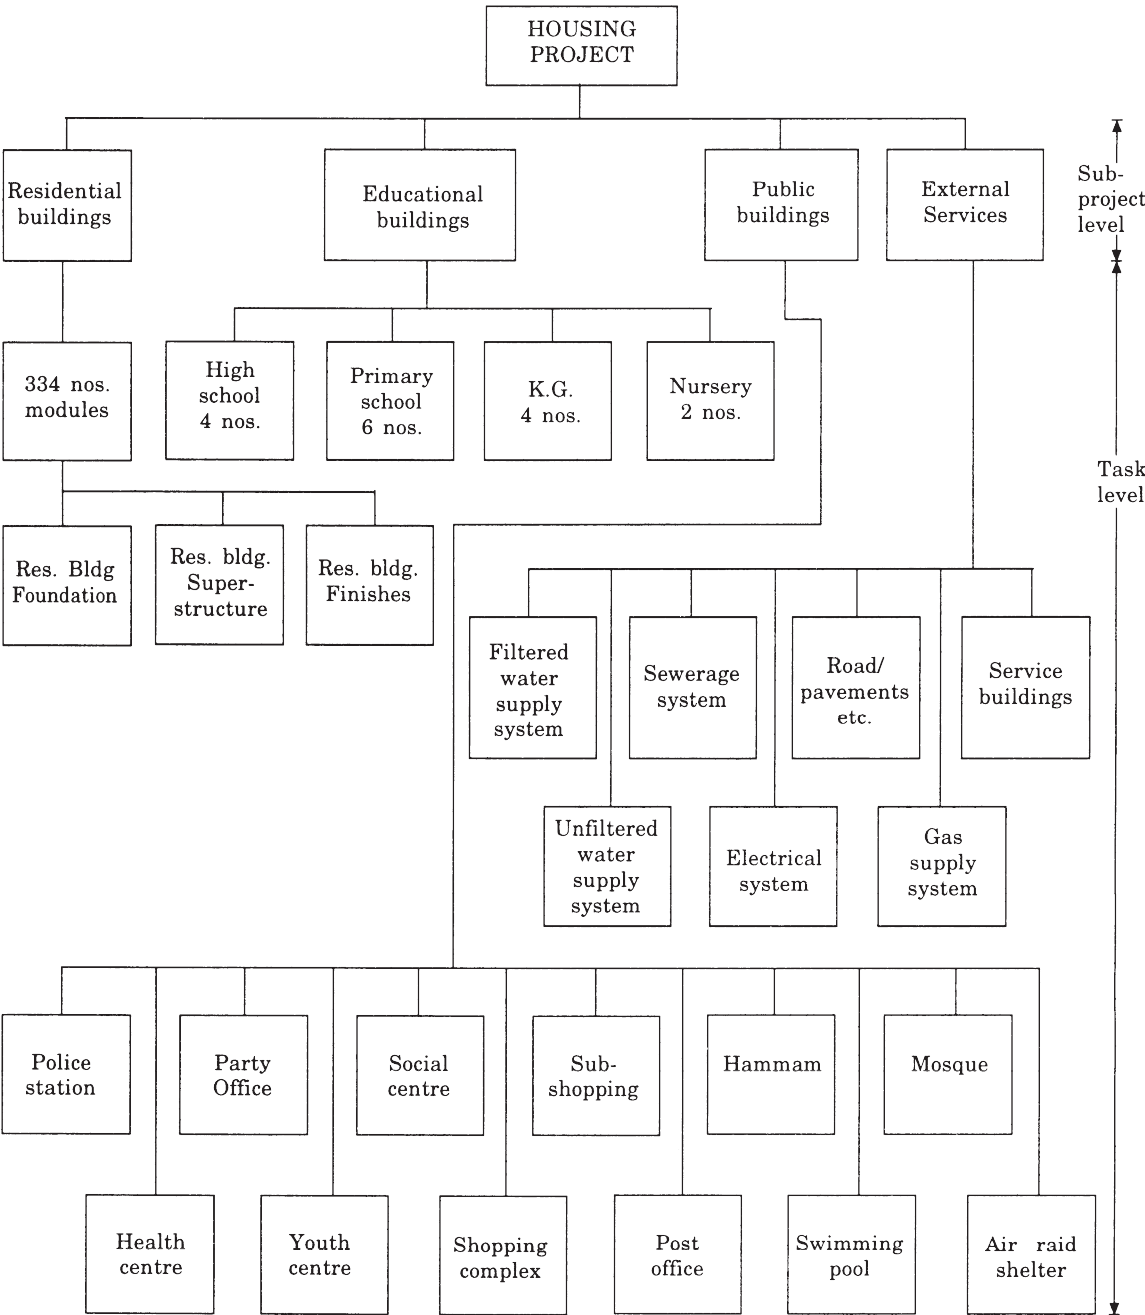 HOUSING
PROJECT
Residential
buildings
Educational
buildings
Public
buildings
External
Services
Sub-
project
level
334 nos.
modules
High
school
4 nos.
Primary
school
6 nos.
K.G.
4 nos.
Nursery
2 nos.
Task
level
Res. Bldg
Foundation
Res. bldg.
Super-
structure
Res. bldg.
Finishes
Filtered
water
supply
system
Sewerage
system
Road/
pavements
etc.
Service
buildings
Unfiltered
water
supply
system
Electrical
system
Gas
supply
system
Police
station
Party
Office
Social
centre
Sub-
shopping
Hammam
Mosque
Health
centre
Youth
centre
Shopping
complex
Post
office
Swimming
pool
Air raid
shelter